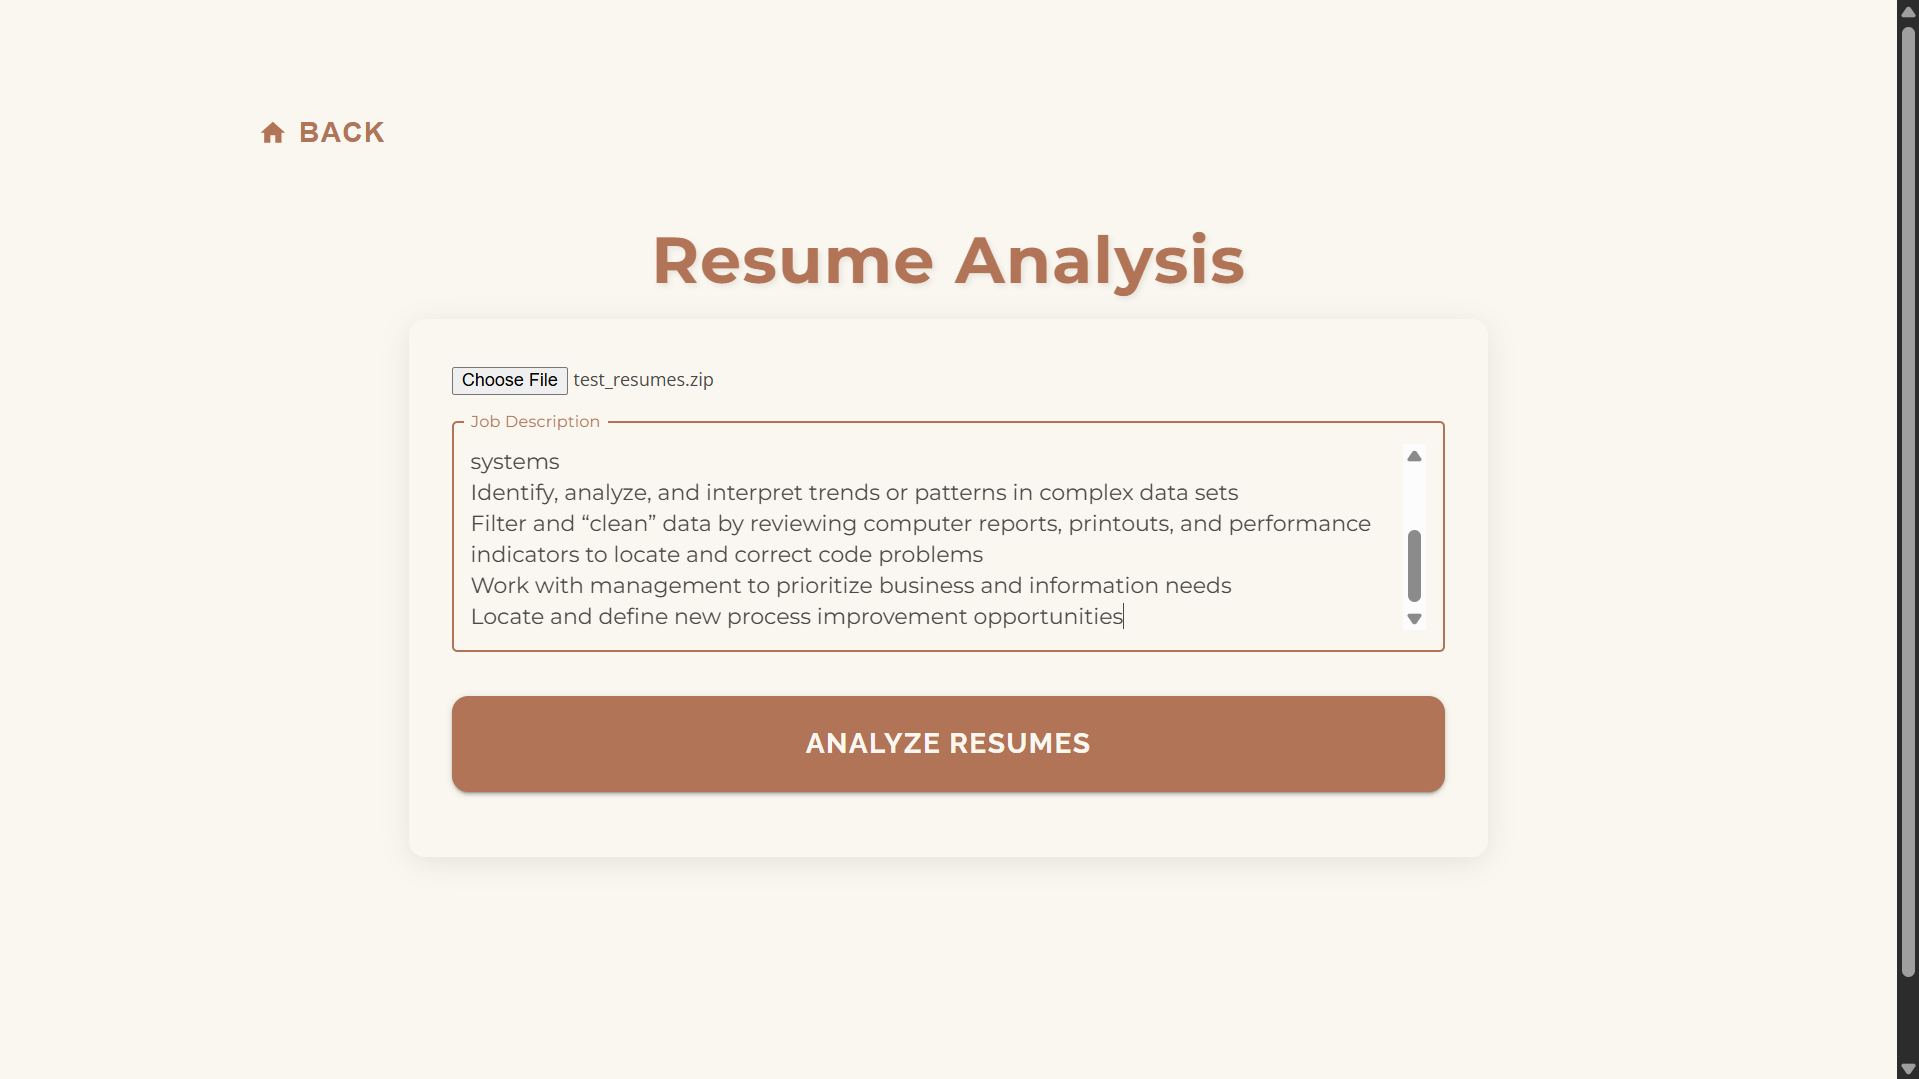 BACK
Resume Analysis
Choose File test_resumes.zip
Job Description
systems
Identify, analyze, and interpret trends or patterns in complex data sets
Filter and “clean” data by reviewing computer reports, printouts, and performance
indicators to locate and correct code problems
Work with management to prioritize business and information needs
Locate and define new process improvement opportunities
ANALYZE RESUMES